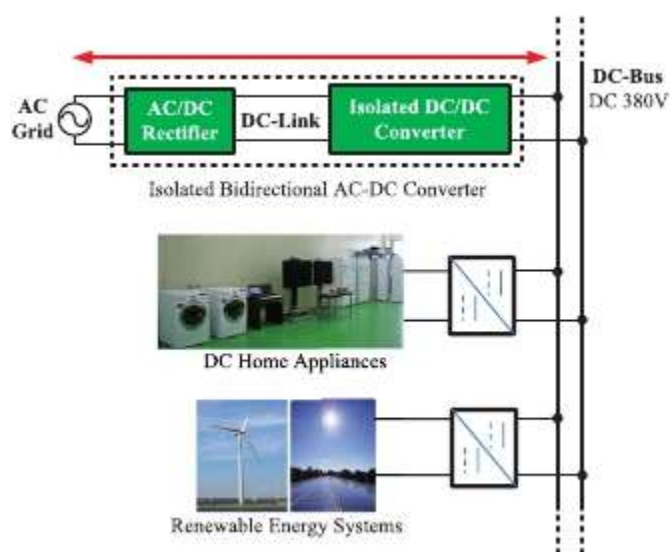 DC-Bus
DC 380V
AC
Grid
AC/DC
Rectifier
DC-Link
Isolated DC/DC
Converter
Isolated Bidirectional AC-DC Converter
DC Home Appliances
Renewable Energy Systems